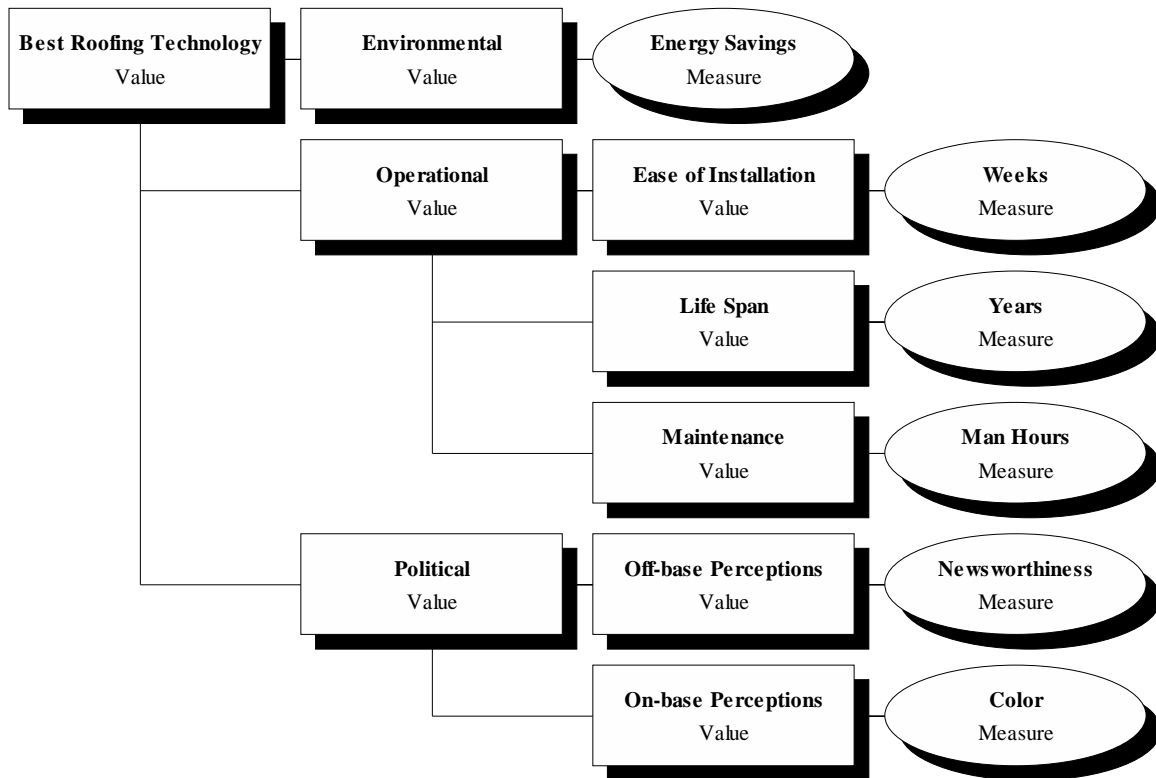 Best Roofing Technology
Value
Environmental
Value
Energy Savings
Measure
Operational
Value
Ease of Installation
Value
Weeks
Measure
Life Span
Value
Years
Measure
Maintenance
Value
Man Hours
Measure
Political
Value
Off-base Perceptions
Value
Newsworthiness
Measure
On-base Perceptions
Value
Color
Measure